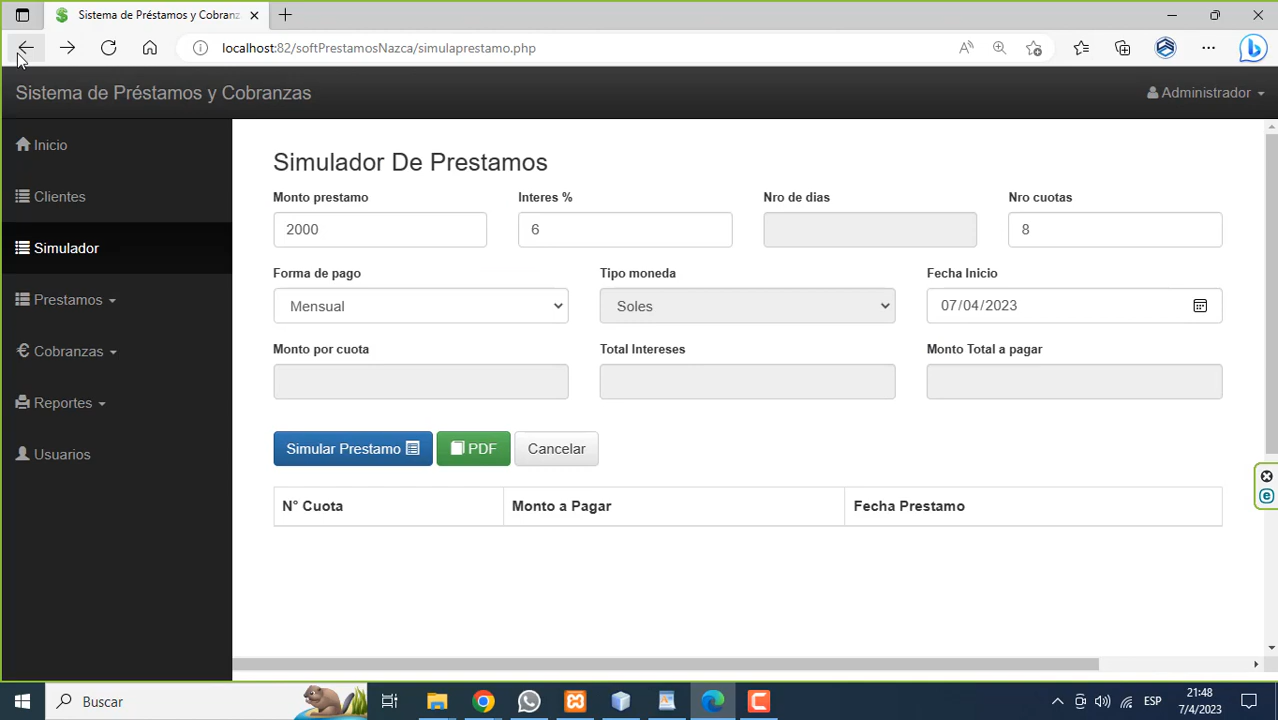 Sistema de Préstamos y Cobranz
localhost:82/softPrestamosNazca/simulaprestamo.php
Sistema de Préstamos y Cobranzas
Administrador
Inicio
Clientes
Simulador
Prestamos
Cobranzas
Reportes
Usuarios
Simulador De Prestamos
Monto prestamo
Interes %
Nro de dias
Nro cuotas
2000
6
8
Forma de pago
Tipo moneda
Fecha Inicio
Mensual
Soles
07/04/2023
Monto por cuota
Total Intereses
Monto Total a pagar
Simular Prestamo
PDF
Cancelar
N° Cuota
Monto a Pagar
Fecha Prestamo
Buscar
ESP
21:48
7/4/2023